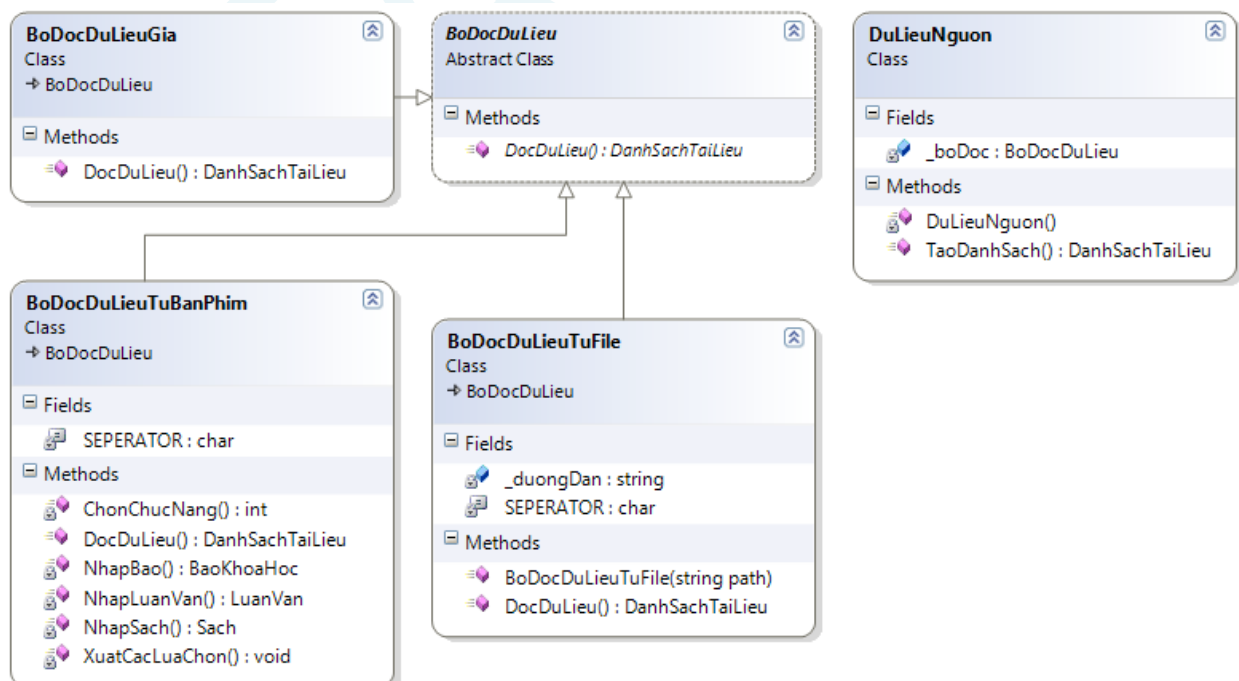 BoDocDuLieuGia
Class
BoDocDuLieu
Methods
DocDuLieu() : DanhSachTaiLieu
BoDocDuLieu
Abstract Class
Methods
DocDuLieu() : DanhSachTaiLieu
DuLieuNguon
Class
Fields
_boDoc : BoDocDuLieu
Methods
DuLieuNguon()
TaoDanhSach() : DanhSachTaiLieu
BoDocDuLieuTuBanPhim
Class
BoDocDuLieu
Fields
SEPERATOR : char
Methods
ChonChucNang() : int
DocDuLieu() : DanhSachTaiLieu
NhapBao() : BaoKhoaHoc
NhapLuanVan() : LuanVan
NhapSach() : Sach
XuatCacLuaChon() : void
BoDocDuLieuTuFile
Class
BoDocDuLieu
Fields
_duongDan : string
SEPERATOR : char
Methods
BoDocDuLieuTuFile(string path)
DocDuLieu() : DanhSachTaiLieu